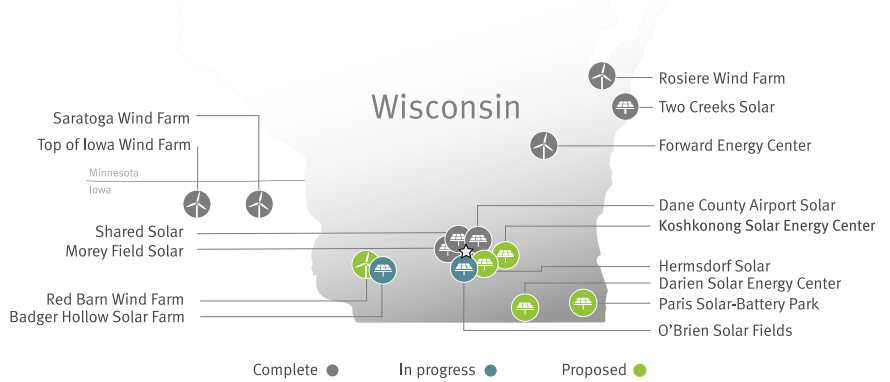 Wisconsin
Saratoga Wind Farm
Top of Iowa Wind Farm
Minnesota
Iowa
Shared Solar
Morey Field Solar
Red Barn Wind Farm
Badger Hollow Solar Farm
Rosiere Wind Farm
Two Creeks Solar
Forward Energy Center
Dane County Airport Solar
Koshkonong Solar Energy Center
Hermsdorf Solar
Darien Solar Energy Center
Paris Solar-Battery Park
O'Brien Solar Fields
Complete
In progress
Proposed